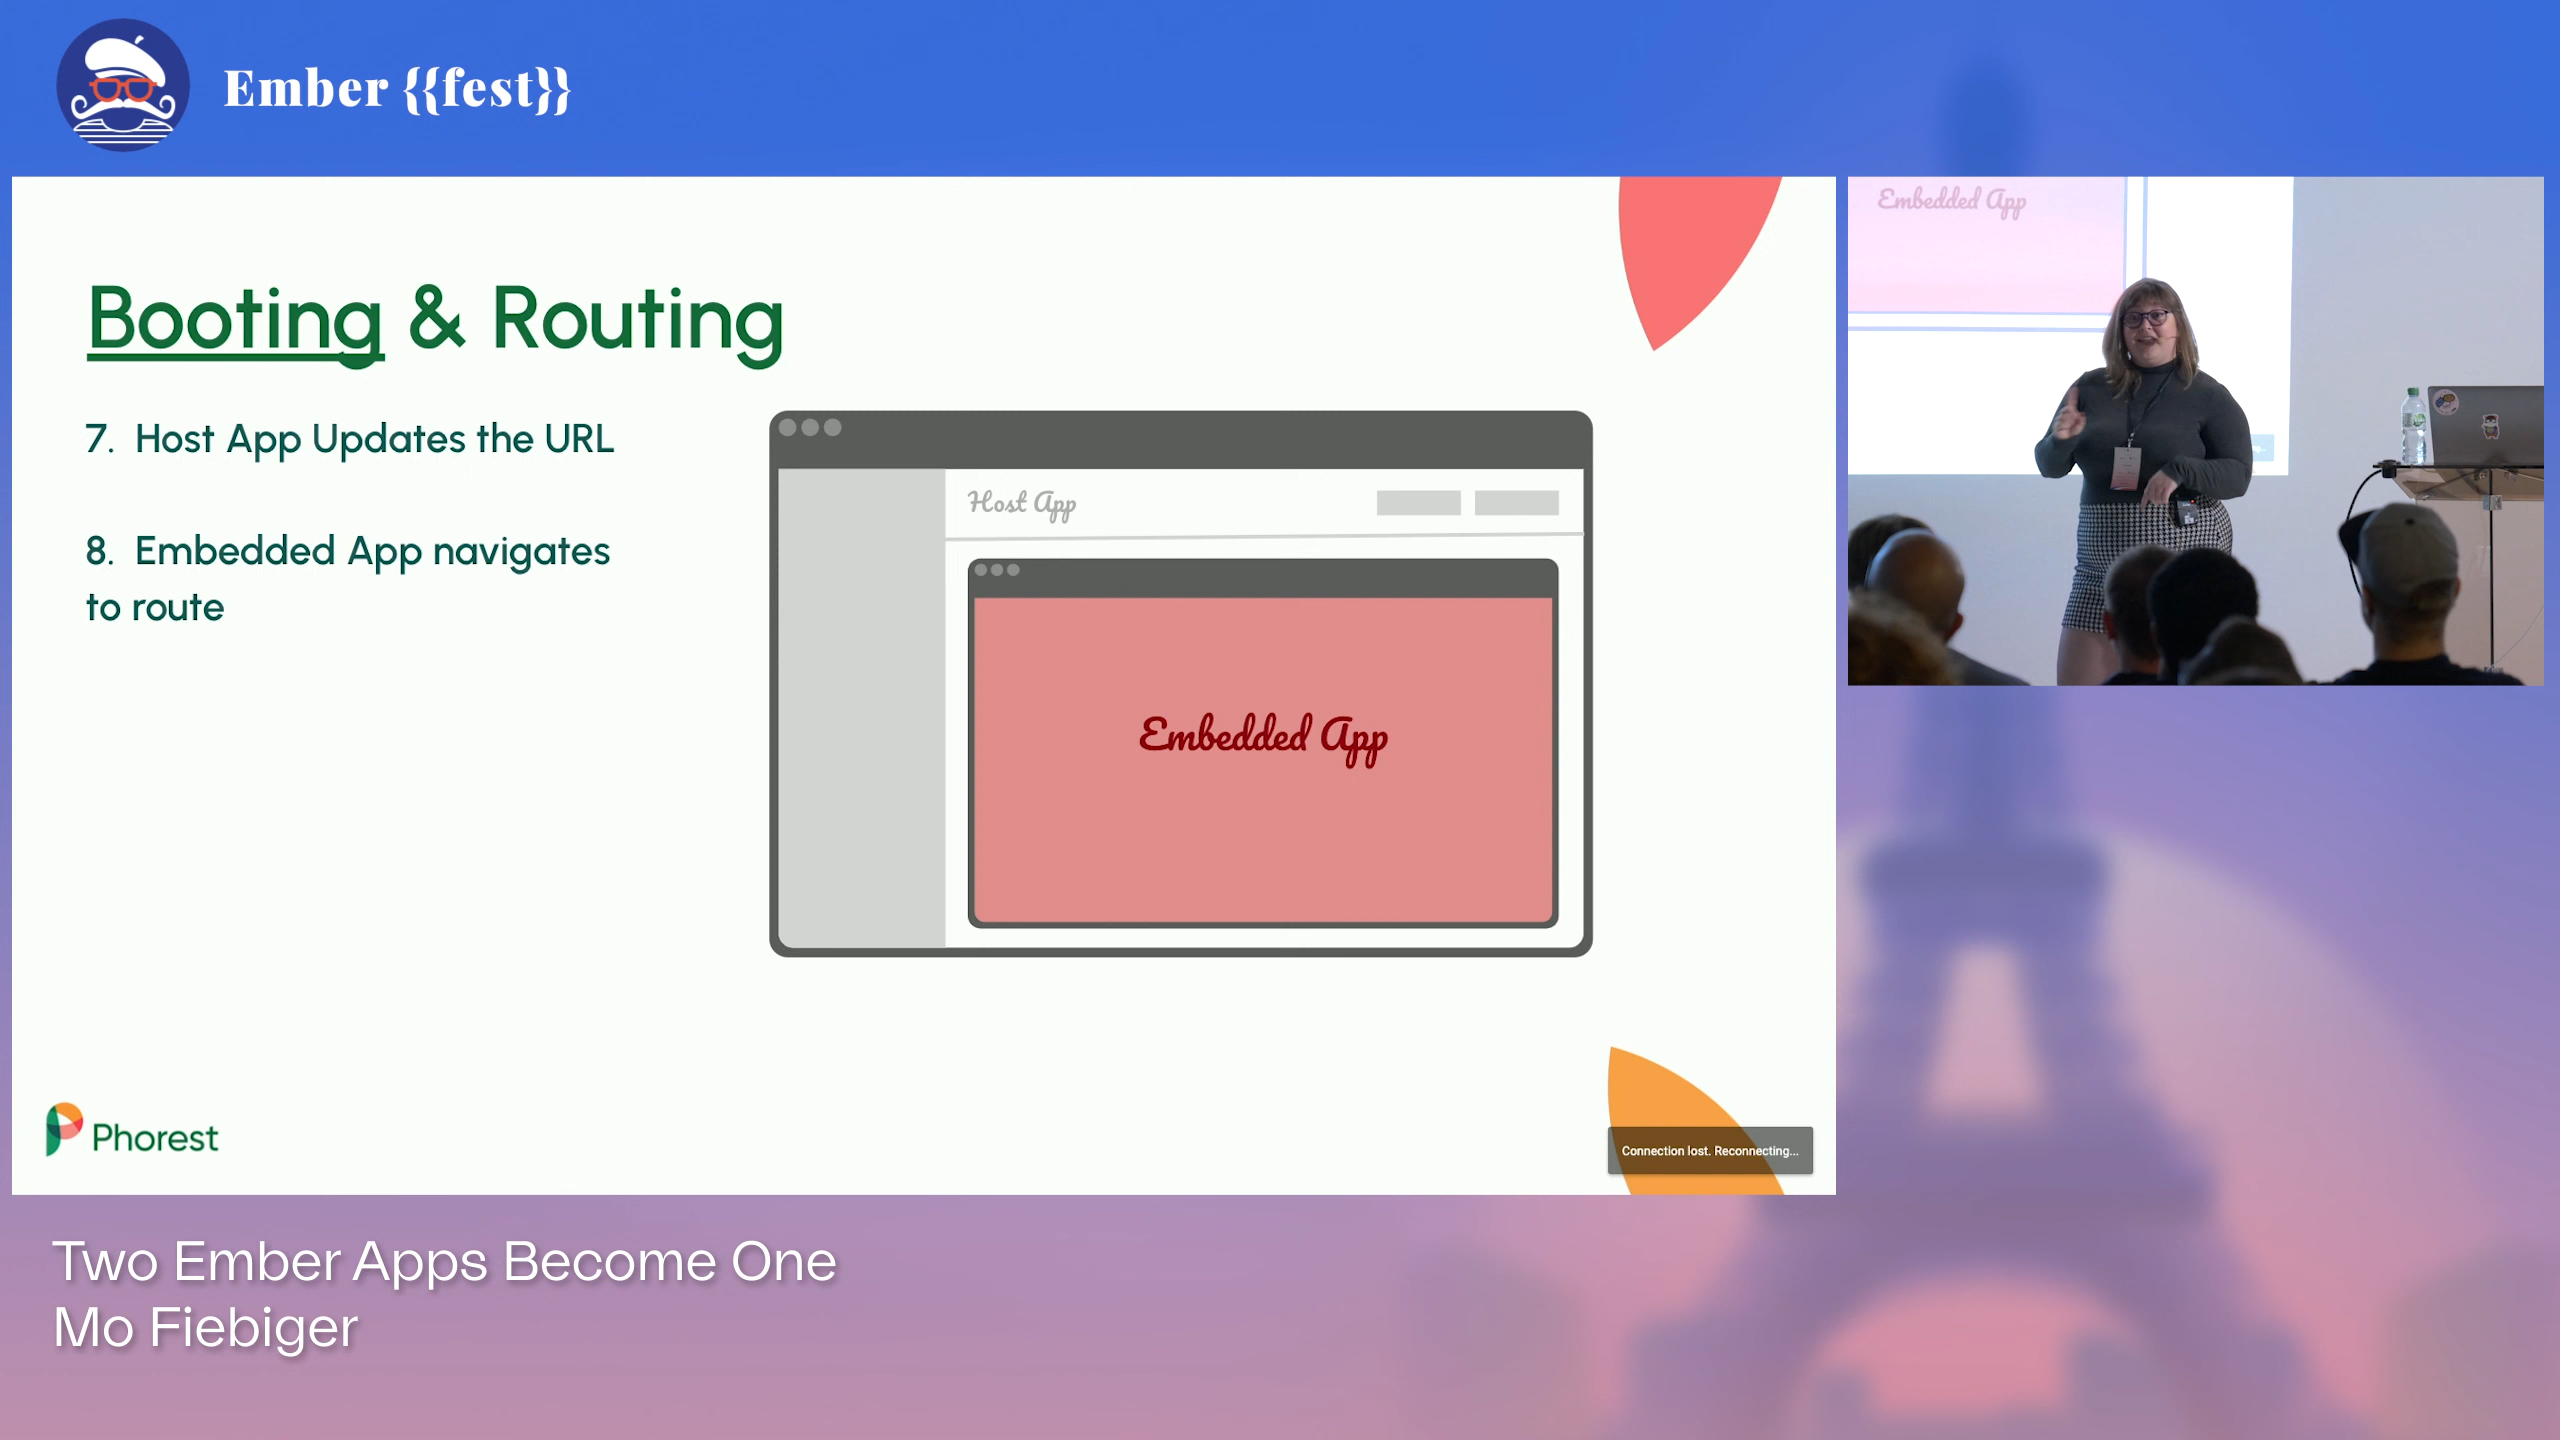 Ember {{fest}}
Booting & Routing
7. Host App Updates the URL
8. Embedded App navigates
to route
Host App
Embedded App
Phorest
Connection lost. Reconnecting...
Embedded App
Two Ember Apps Become One
Mo Fiebiger